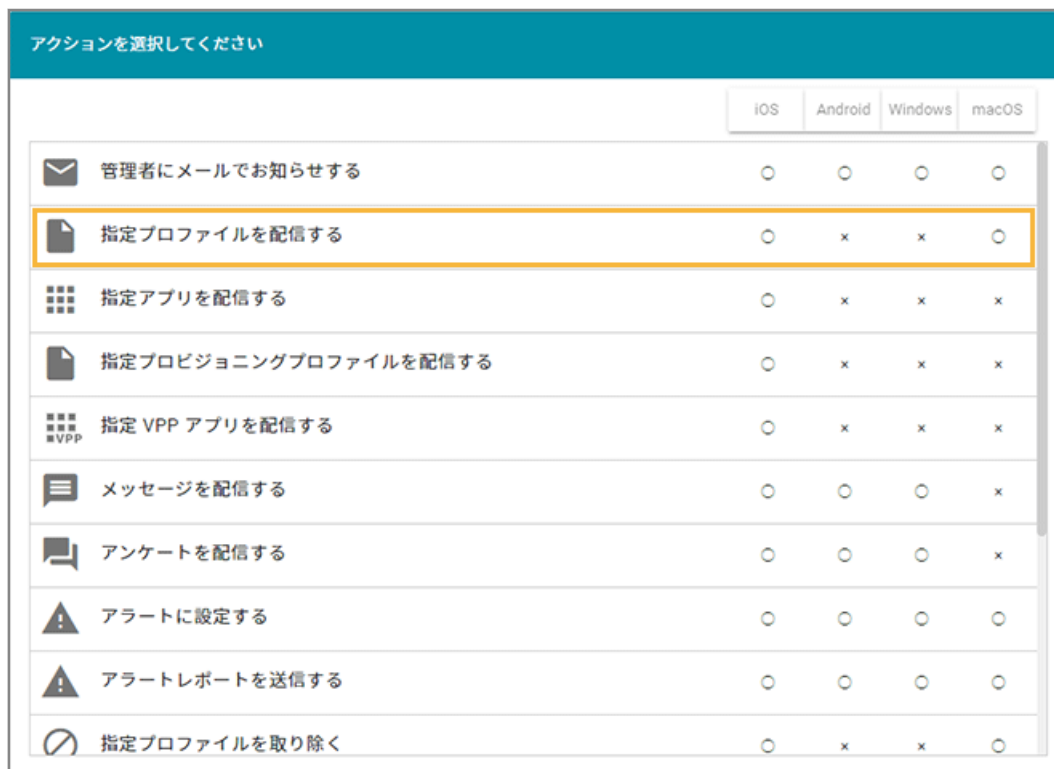 アクションを選択してください
iOS Android Windows macOS
管理者にメールでお知らせする ○ ○ ○ ○
指定プロファイルを配信する ○ × × ○
指定アプリを配信する ○ × × ×
指定プロビジョニングプロファイルを配信する ○ × × ×
VPP 指定 VPP アプリを配信する ○ × × ×
メッセージを配信する ○ ○ ○ ×
アンケートを配信する ○ ○ ○ ×
アラートに設定する ○ ○ ○ ○
アラートレポートを送信する ○ ○ ○ ○
指定プロファイルを取り除く ○ × × ○